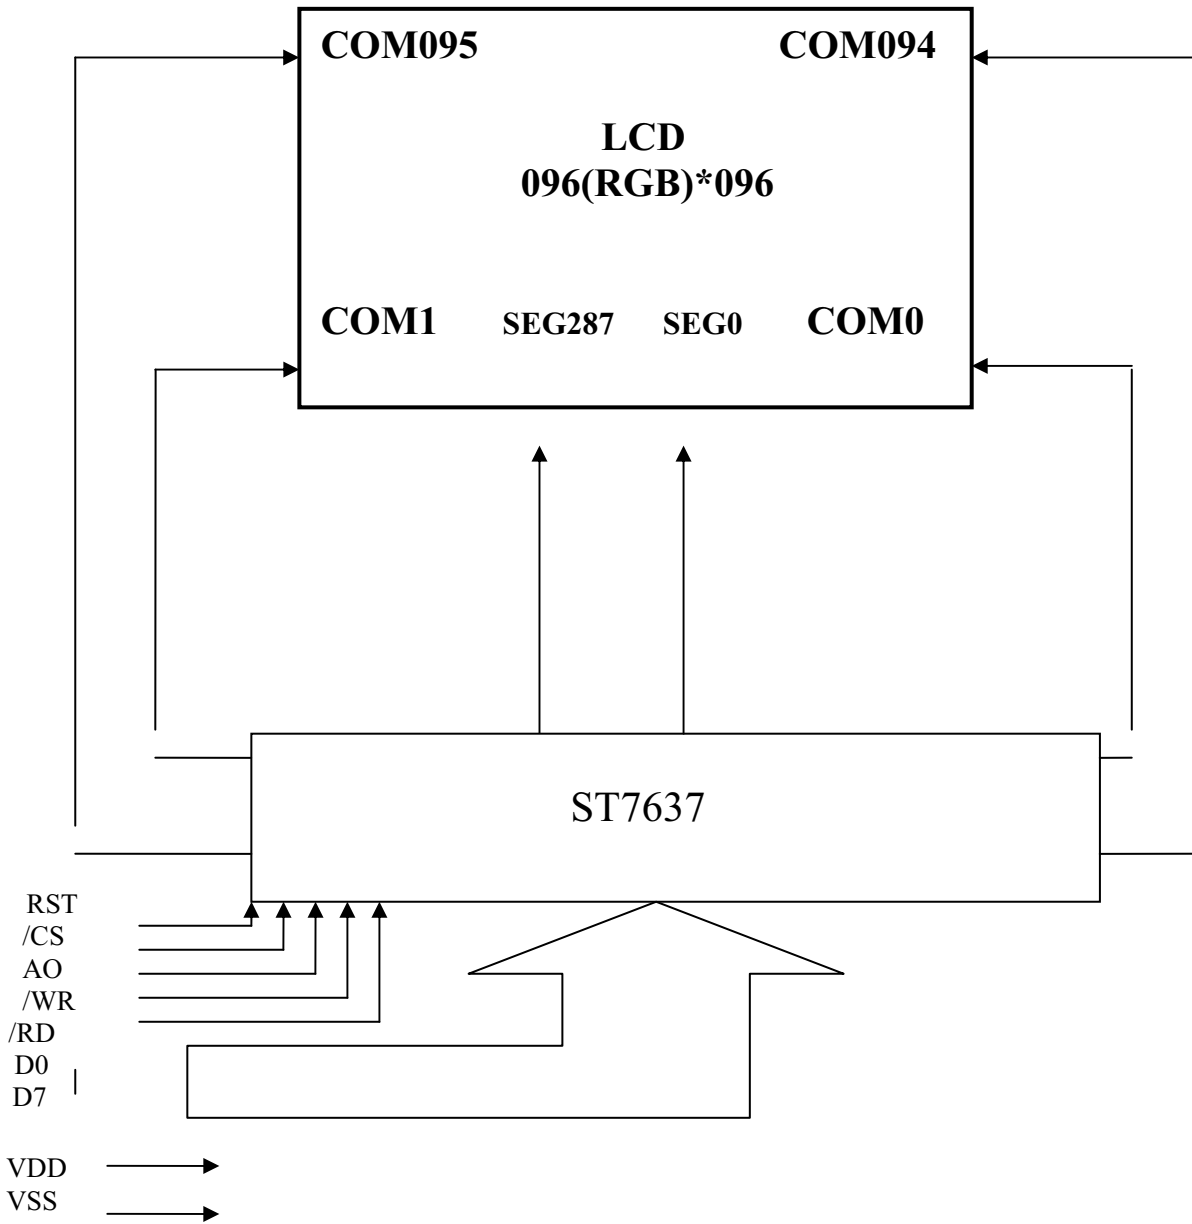 COM095 COM094
LCD
096(RGB)*096
COM1 SEG287 SEG0 COM0
ST7637
RST
/CS
AO
/WR
/RD
D0
D7
VDD
VSS